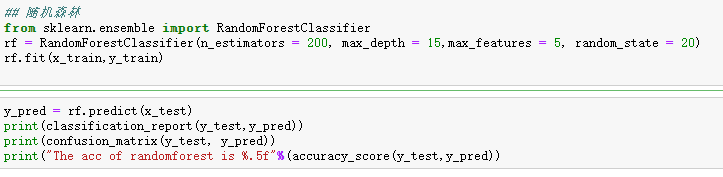 ## 随机森林
from sklearn.ensemble import RandomForestClassifier
rf = RandomForestClassifier(n_estimators = 200, max_depth = 15,max_features = 5, random_state = 20)
rf.fit(x_train,y_train)
y_pred = rf.predict(x_test)
print(classification_report(y_test,y_pred))
print(confusion_matrix(y_test, y_pred))
print("The acc of randomforest is %.5f"%(accuracy_score(y_test,y_pred))